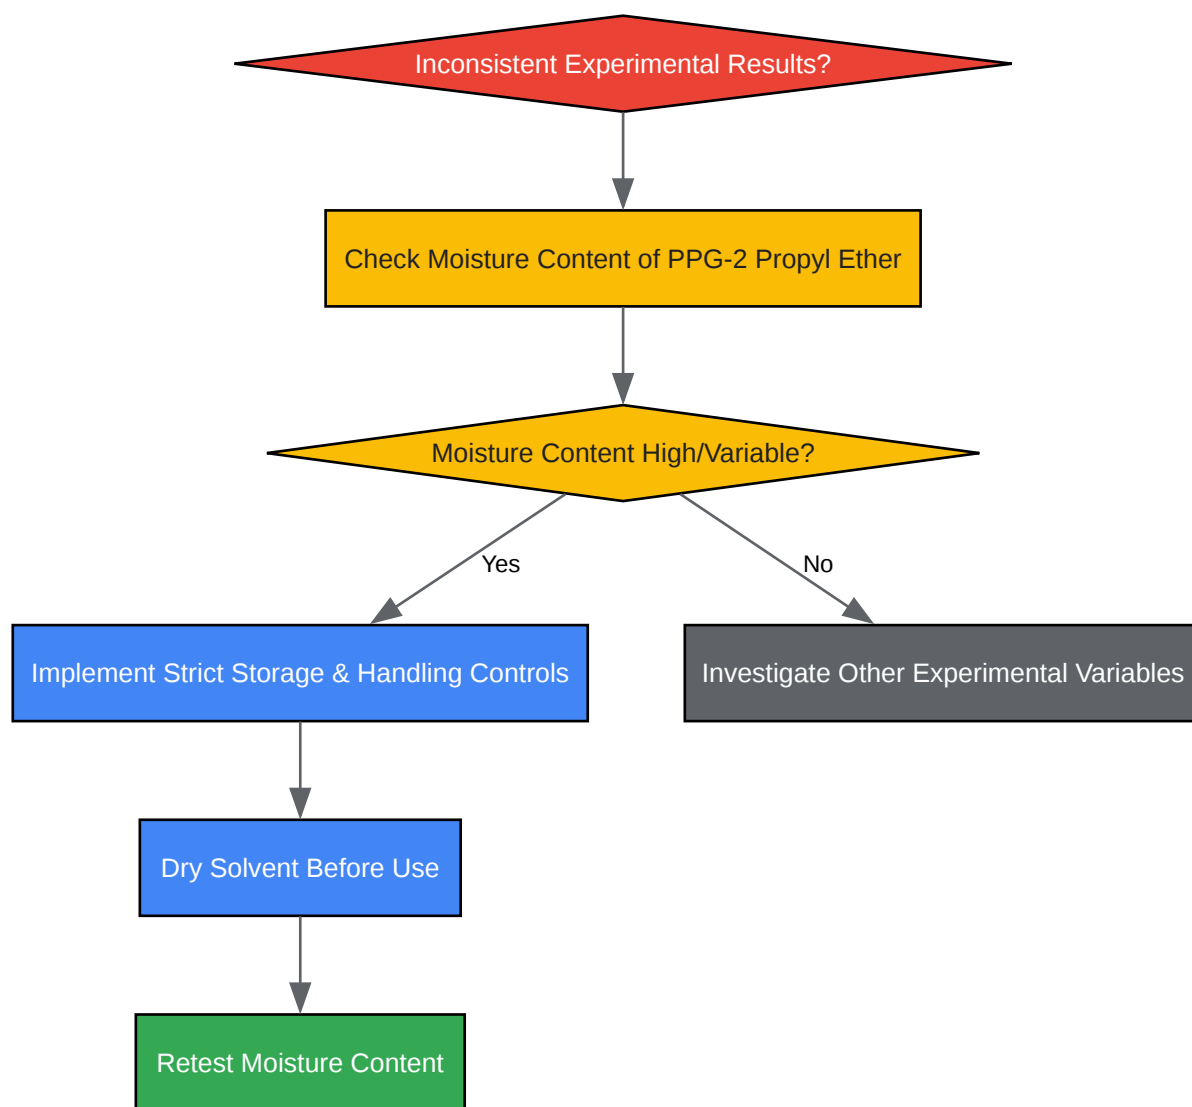 Inconsistent Experimental Results?
Check Moisture Content of PPG-2 Propyl Ether
Moisture Content High/Variable?
Yes
No
Implement Strict Storage & Handling Controls
Investigate Other Experimental Variables
Dry Solvent Before Use
Retest Moisture Content